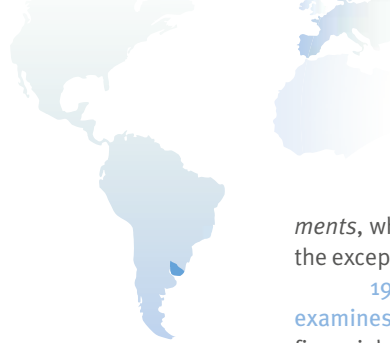 ments, wh
the excep
19
examines